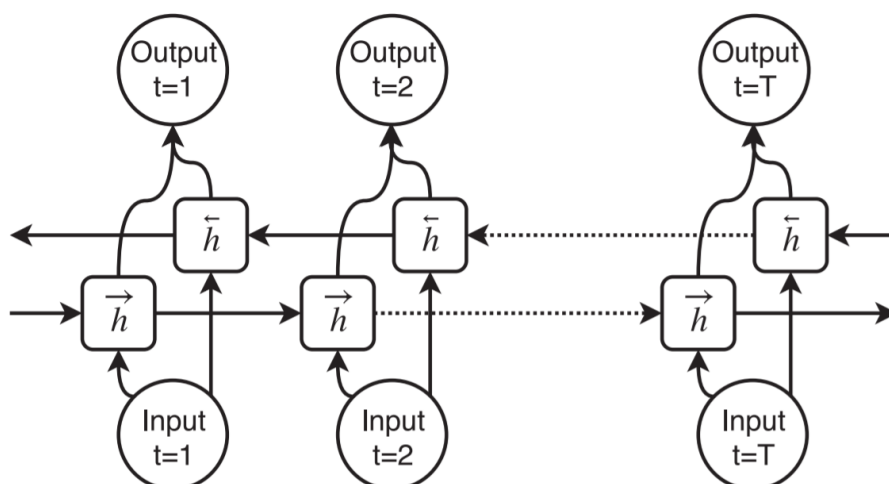 Output
t=1
Output
t=2
Output
t=T
←h
←h
←h
→h
→h
→h
Input
t=1
Input
t=2
Input
t=T